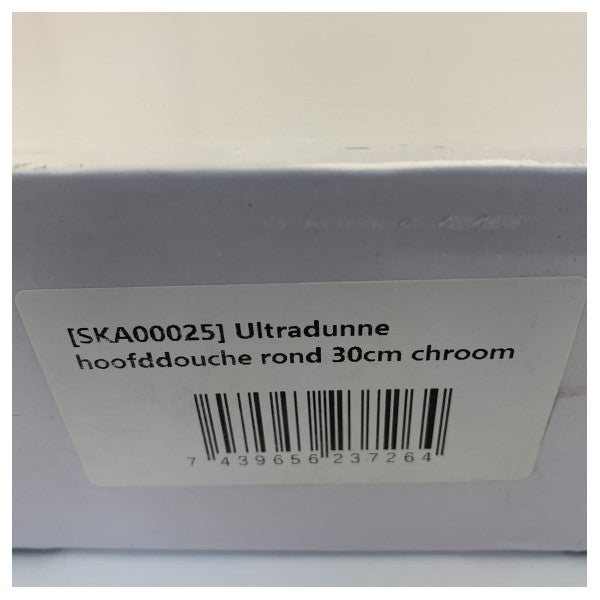 [SKA00025] Ultradunne
hoofddouche rond 30cm chroom
7 439656 237264